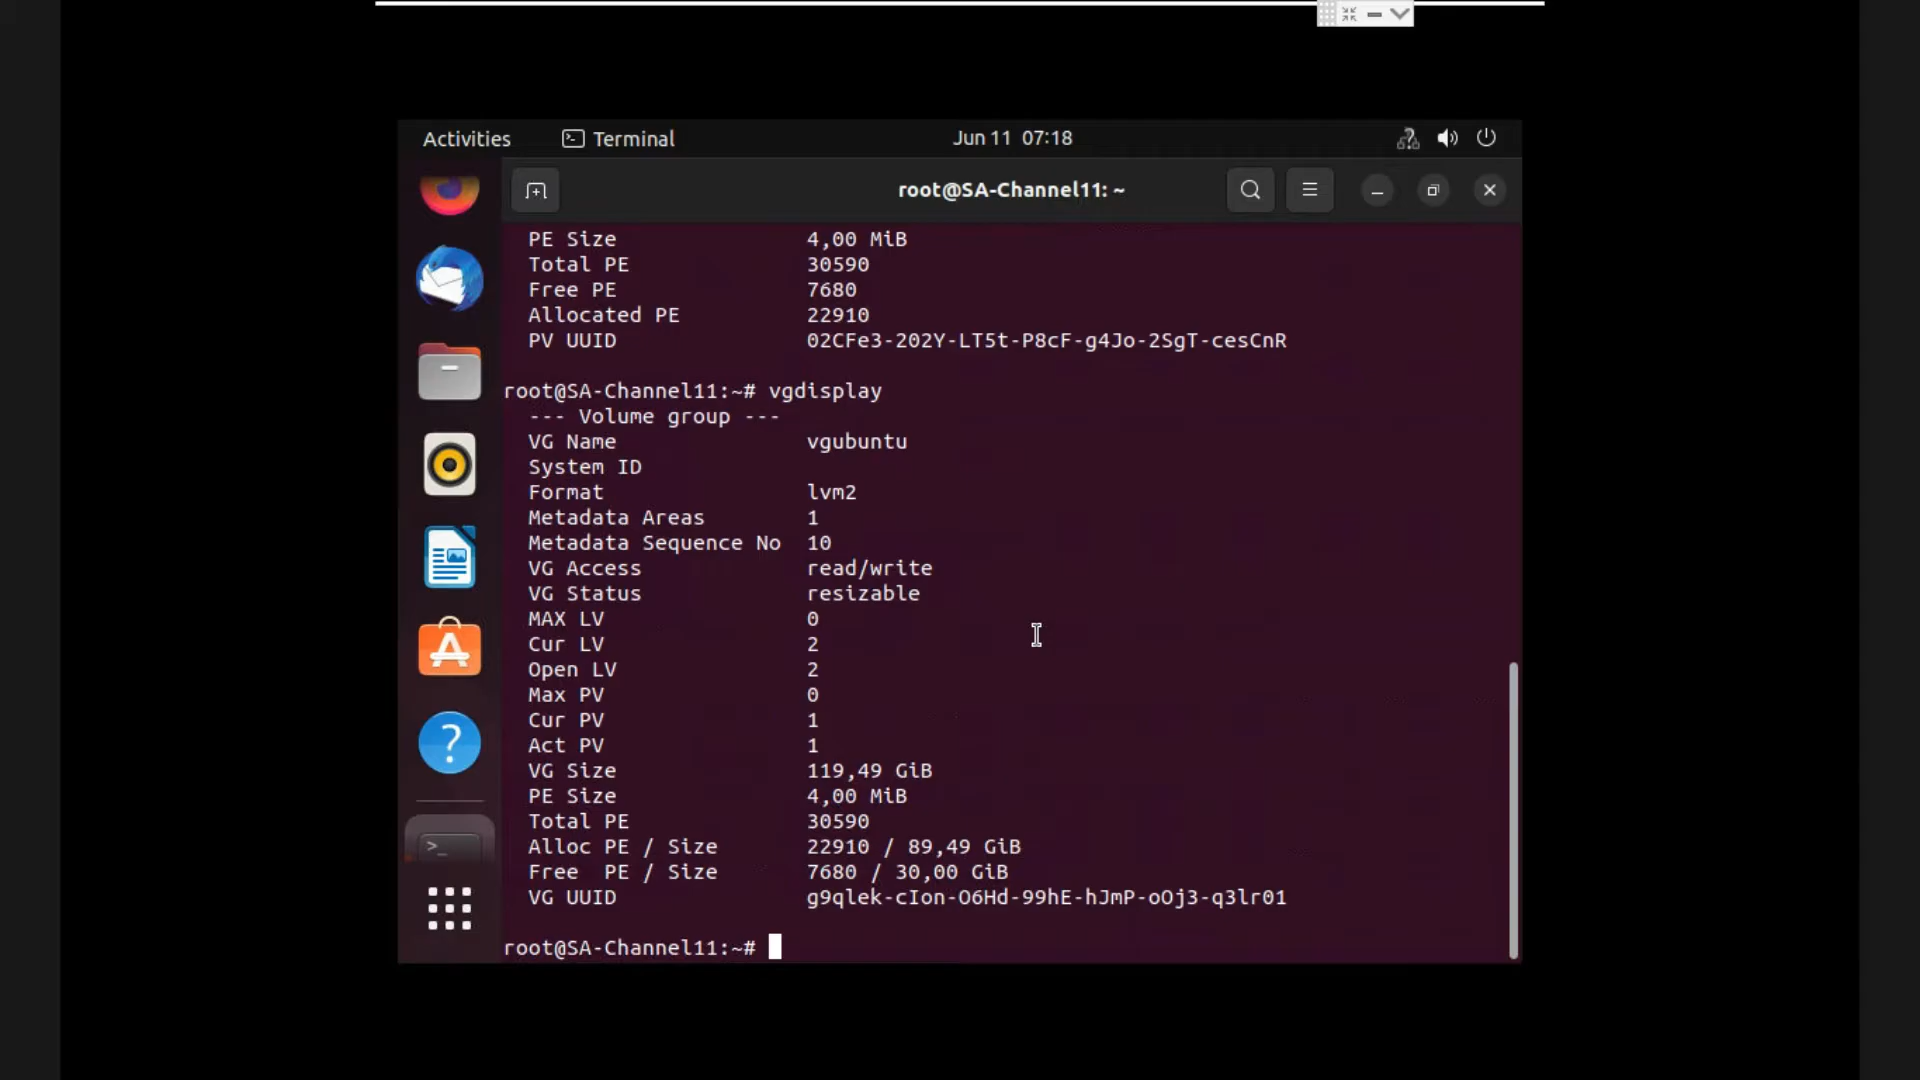 Activities Terminal Jun 11 07:18
root@SA-Channel11: ~
PE Size 4,00 MiB
Total PE 30590
Free PE 7680
Allocated PE 22910
PV UUID 02CFe3-202Y-LT5t-P8cF-g4Jo-2SgT-cesCnR
root@SA-Channel11:~# vgdisplay
--- Volume group ---
VG Name vgubuntu
System ID
Format lvm2
Metadata Areas 1
Metadata Sequence No 10
VG Access read/write
VG Status resizable
MAX LV 0
Cur LV 2
Open LV 2
Max PV 0
Cur PV 1
Act PV 1
VG Size 119,49 GiB
PE Size 4,00 MiB
Total PE 30590
Alloc PE / Size 22910 / 89,49 GiB
Free  PE / Size 7680 / 30,00 GiB
VG UUID g9qlek-cIon-O6Hd-99hE-hJmP-oOj3-q3lr01
root@SA-Channel11:~#